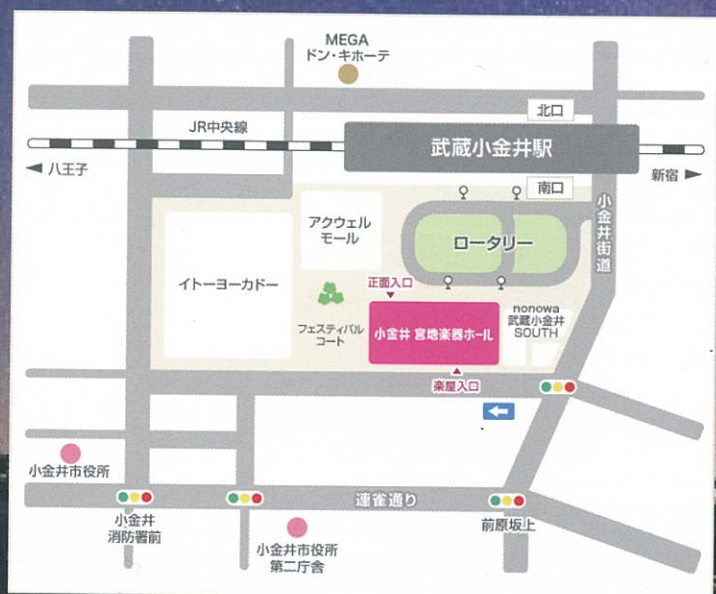 MEGA
ドン・キホーテ
北口
JR中央線
武蔵小金井駅
八王子
新宿
南口
小金井街道
アクウェル
モール
ロータリー
イトーヨーカドー
正面入口
nonowa
武蔵小金井
SOUTH
フェスティバル
コート
小金井 宮地楽器ホール
楽屋入口
小金井市役所
連雀通り
小金井
消防署前
前原坂上
小金井市役所
第二庁舎